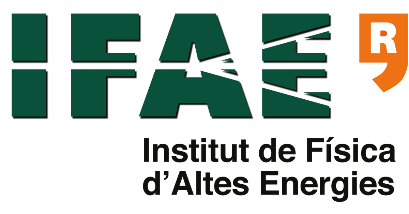 IFAE R
Institut de Física
d'Altes Energies